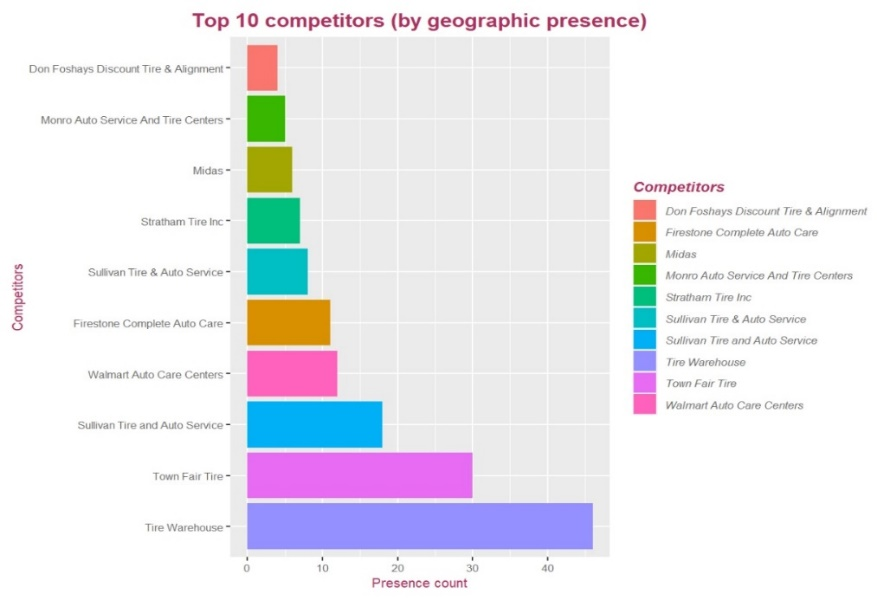 Top 10 competitors (by geographic presence)
Competitors
Don Foshays Discount Tire & Alignment
Monro Auto Service And Tire Centers
Midas
Stratham Tire Inc
Sullivan Tire & Auto Service
Firestone Complete Auto Care
Walmart Auto Care Centers
Sullivan Tire and Auto Service
Town Fair Tire
Tire Warehouse
0 10 20 30 40
Presence count
Competitors
Don Foshays Discount Tire & Alignment
Firestone Complete Auto Care
Midas
Monro Auto Service And Tire Centers
Stratham Tire Inc
Sullivan Tire & Auto Service
Sullivan Tire and Auto Service
Tire Warehouse
Town Fair Tire
Walmart Auto Care Centers